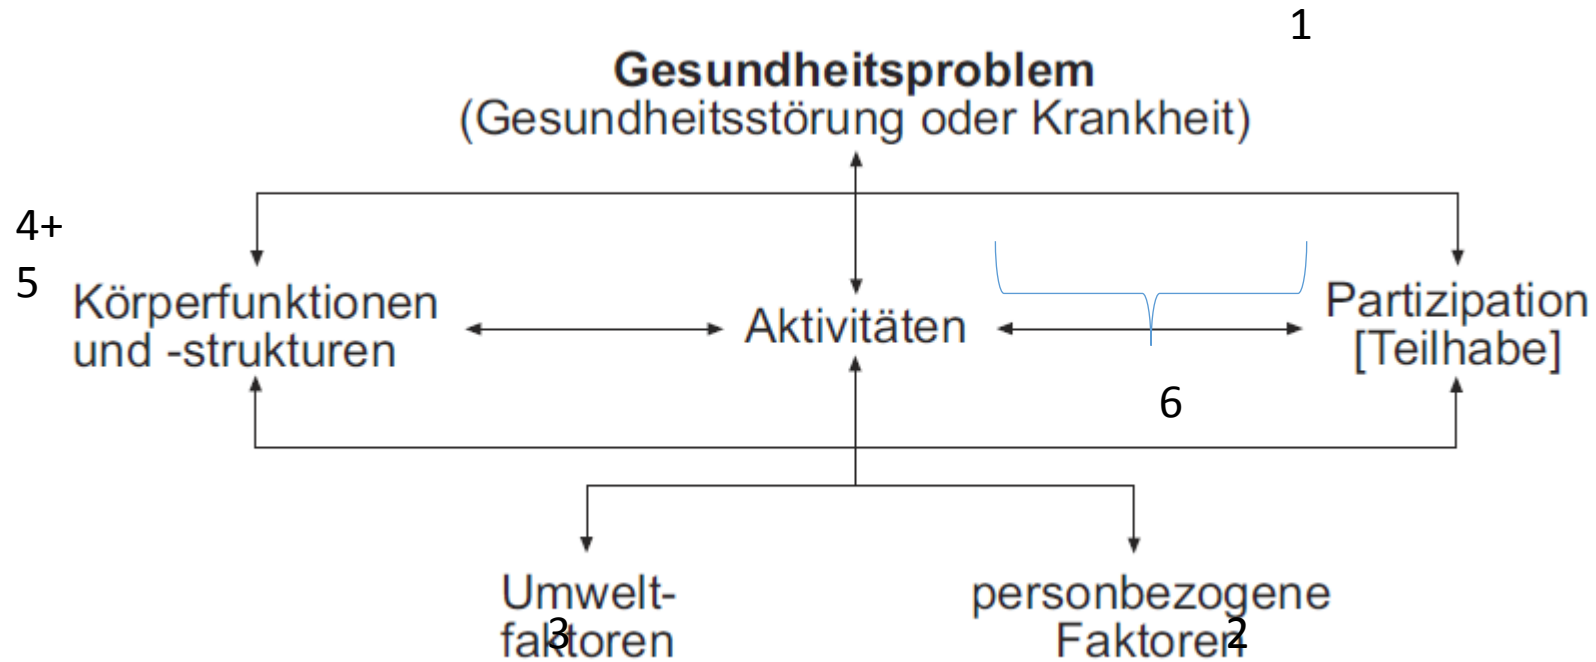 1
Gesundheitsproblem
(Gesundheitsstörung oder Krankheit)
4+
5
Körperfunktionen
und -strukturen
Aktivitäten
Partizipation
[Teilhabe]
6
Umwelt-
faktoren
3
personbezogene
Faktoren
2